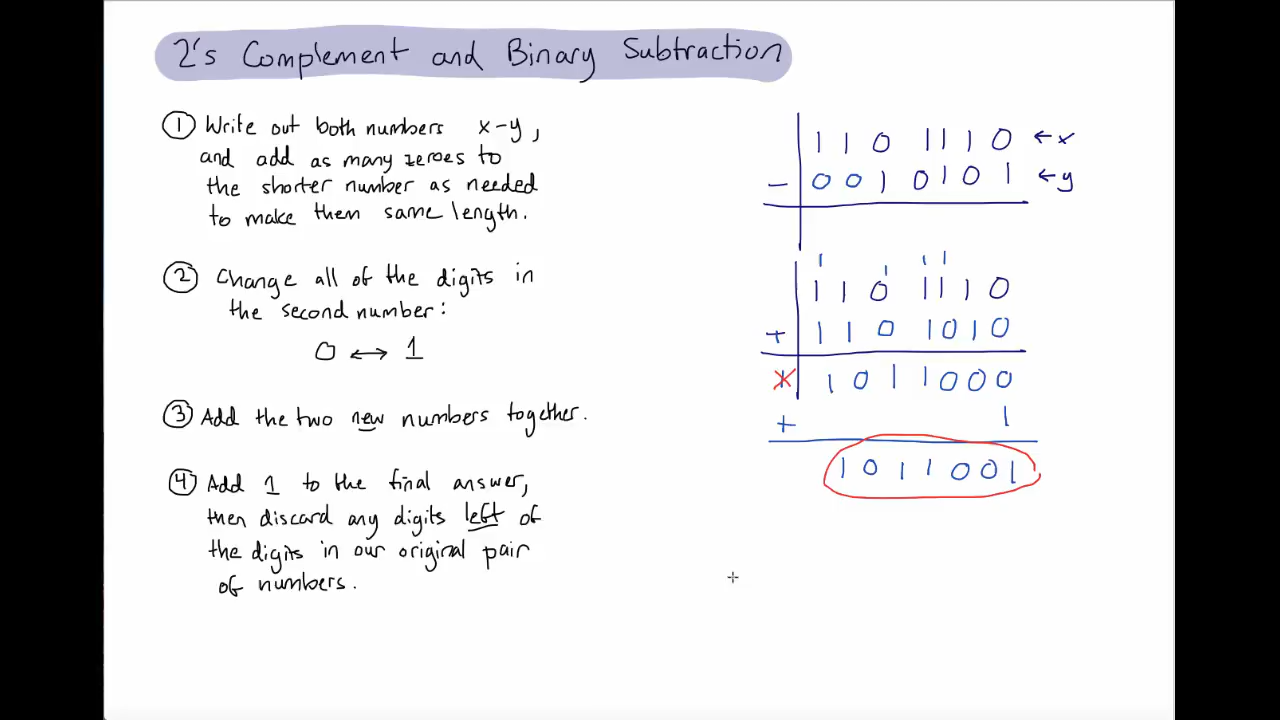 2's Complement and Binary Subtraction
① Write out both numbers x-y,
and add as many zeroes to
the shorter number as needed
to make them same length.
② Change all of the digits in
the second number:
0 ↔ 1
③ Add the two new numbers together.
④ Add 1 to the final answer,
then discard any digits left of
the digits in our original pair
of numbers.
1 1 0 1 1 1 0 ← x
- 0 0 1 0 1 0 1 ← y
1 1 1 1
1 1 0 1 1 1 0
+ 1 1 0 1 0 1 0
1 1 0 1 1 0 0 0
+ 1
1 0 1 1 0 0 1